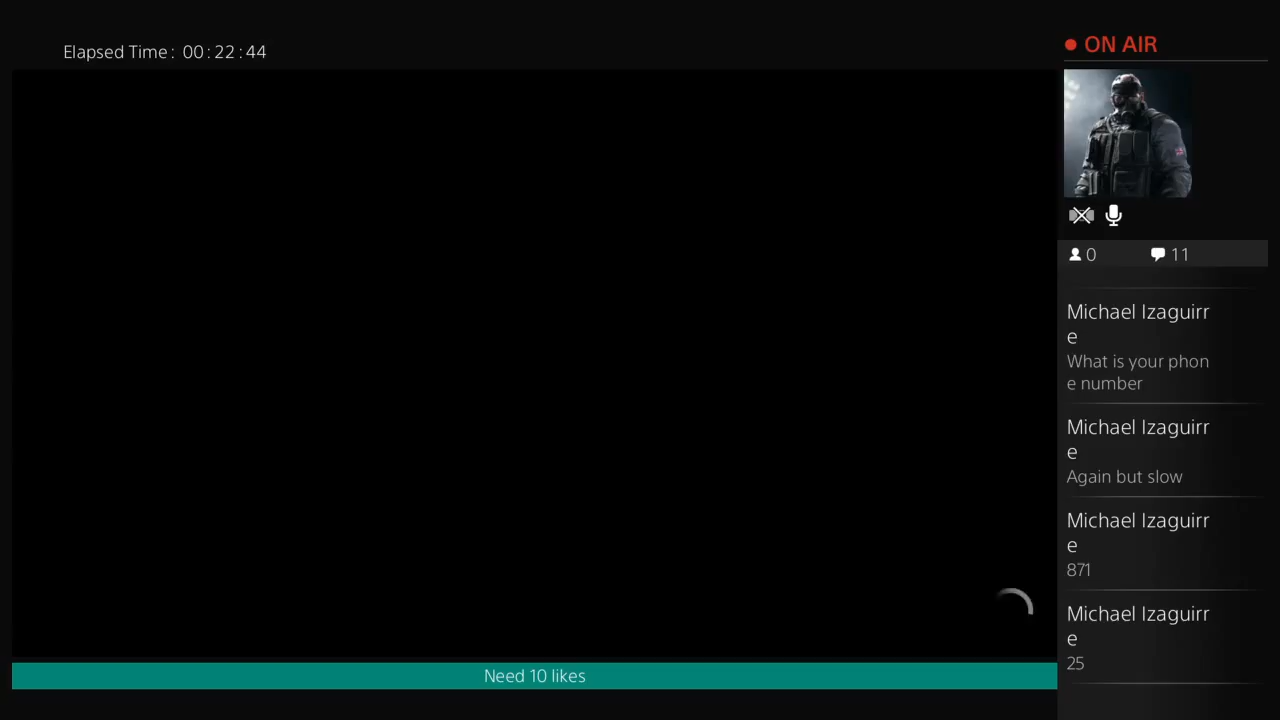 Elapsed Time: 00:22:44
ON AIR
0 11
Michael Izaguirr
e
What is your phon
e number
Michael Izaguirr
e
Again but slow
Michael Izaguirr
e
871
Michael Izaguirr
e
25
Need 10 likes